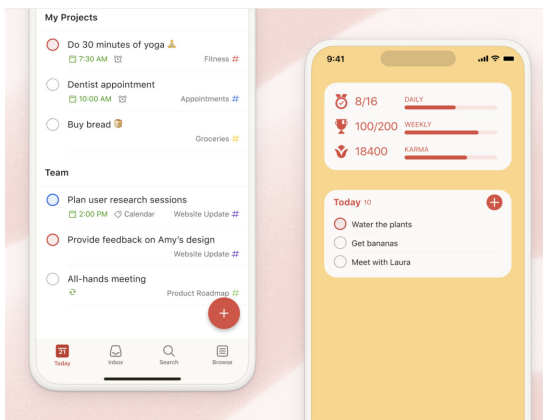 My Projects
Do 30 minutes of yoga 🧘
7:30 AM Fitness #
Dentist appointment
10:00 AM Appointments #
Buy bread 🍞
Groceries #
Team
Plan user research sessions
2:00 PM Calendar Website Update #
Provide feedback on Amy's design
Website Update #
All-hands meeting
Product Roadmap #
+
21
Today Inbox Search Browse
9:41
8/16 DAILY
100/200 WEEKLY
18400 KARMA
Today 10 +
Water the plants
Get bananas
Meet with Laura